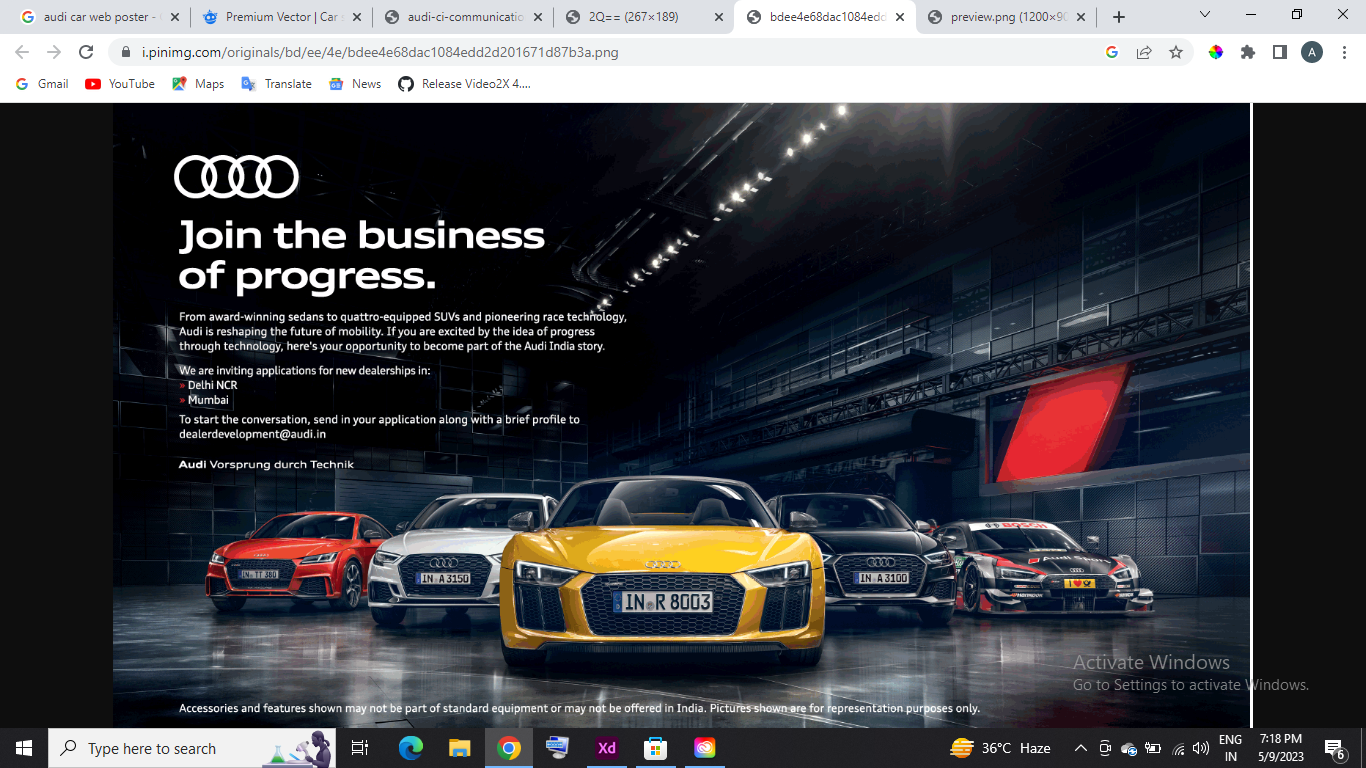 audi car web poster -
Premium Vector | Car
audi-ci-communicatio
2Q== (267×189)
bdee4e68dac1084edd
preview.png (1200×90
i.pinimg.com/originals/bd/ee/4e/bdee4e68dac1084edd2d201671d87b3a.png
A
Gmail
YouTube
Maps
Translate
News
Release Video2X 4....
Join the business
of progress.
From award-winning sedans to quattro-equipped SUVs and pioneering race technology,
Audi is reshaping the future of mobility. If you are excited by the idea of progress
through technology, here's your opportunity to become part of the Audi India story.
We are inviting applications for new dealerships in:
» Delhi NCR
» Mumbai
To start the conversation, send in your application along with a brief profile to
dealerdevelopment@audi.in
Audi Vorsprung durch Technik
BOSCH
Audi Sport
IN TT 380
IN A 3150
IN R 8003
IN A 3100
Activate Windows
Go to Settings to activate Windows.
Accessories and features shown may not be part of standard equipment or may not be offered in India. Pictures shown are for representation purposes only.
Type here to search
Xd
36°C Haze
ENG
IN
7:18 PM
5/9/2023
6